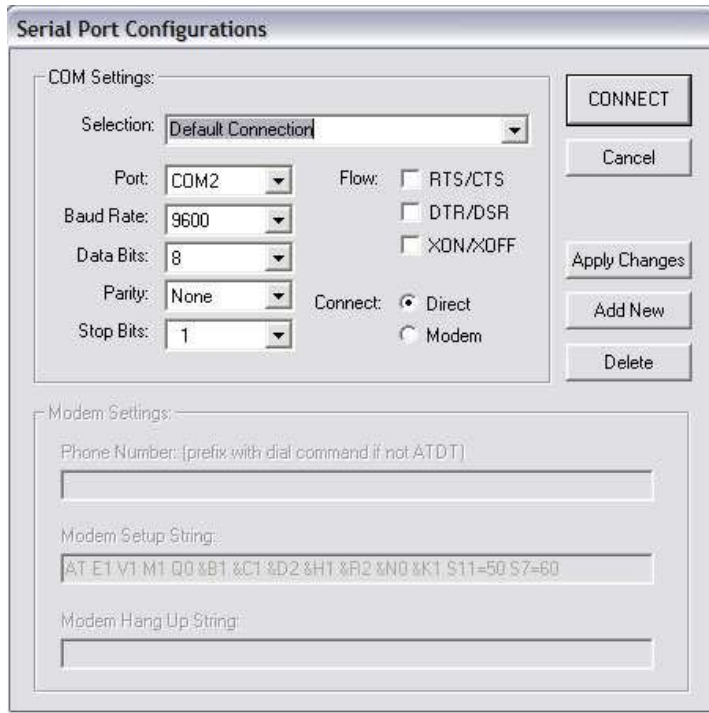 Serial Port Configurations
COM Settings:
Selection: Default Connection
Port: COM2
Baud Rate: 9600
Data Bits: 8
Parity: None
Stop Bits: 1
Flow: RTS/CTS
DTR/DSR
XON/XOFF
Connect: Direct
Modem
CONNECT
Cancel
Apply Changes
Add New
Delete
Modem Settings:
Phone Number: (prefix with dial command if not ATDT)
Modem Setup String:
AT E1 V1 M1 Q0 &B1 &C1 &D2 &H1 &R2 &N0 &K1 S11=50 S7=60
Modem Hang Up String: